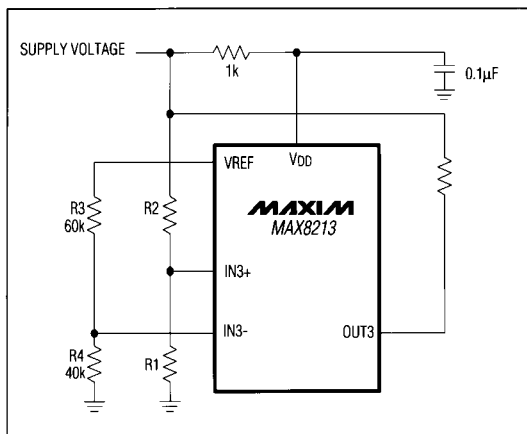 SUPPLY VOLTAGE
1k
0.1µF
VREF
VDD
R3
60k
R2
MAXIM
MAX8213
IN3+
IN3-
OUT3
R4
40k
R1